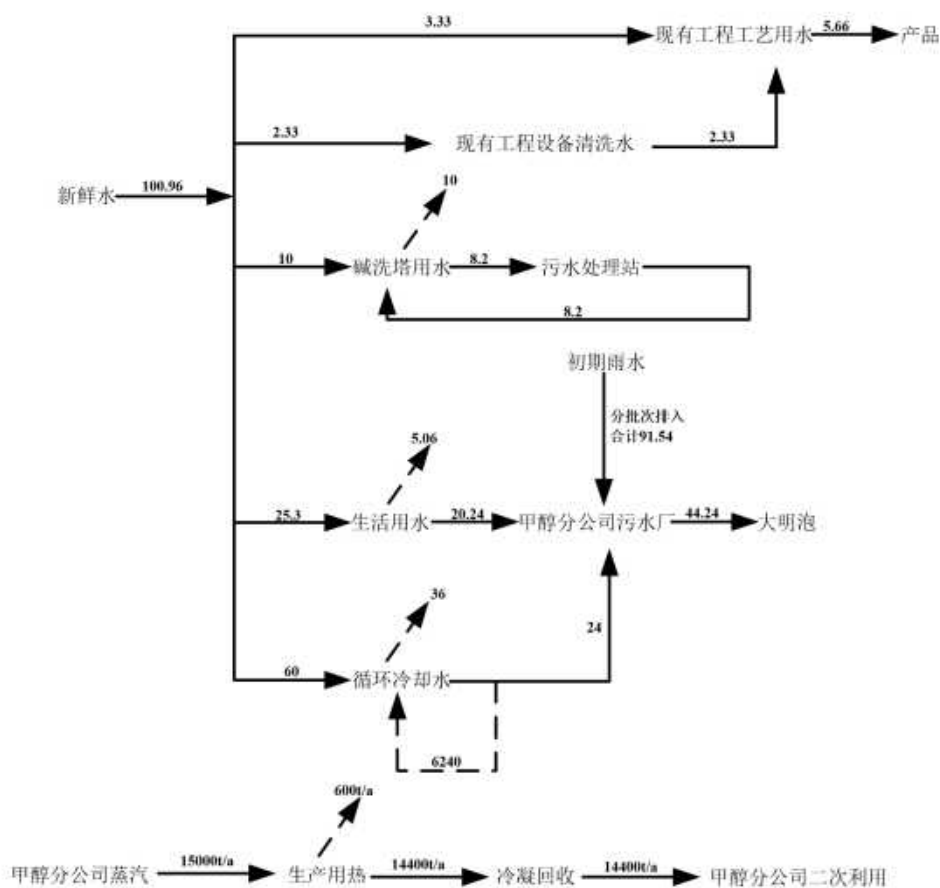 3.33
现有工程工艺用水
5.66
产品
2.33
现有工程设备清洗水
2.33
新鲜水
100.96
10
10
碱洗塔用水
8.2
污水处理站
8.2
初期雨水
分批次排入
合计91.54
5.06
25.3
生活用水
20.24
甲醇分公司污水厂
44.24
大明泡
36
24
60
循环冷却水
6240
600t/a
甲醇分公司蒸汽
15000t/a
生产用热
14400t/a
冷凝回收
14400t/a
甲醇分公司二次利用